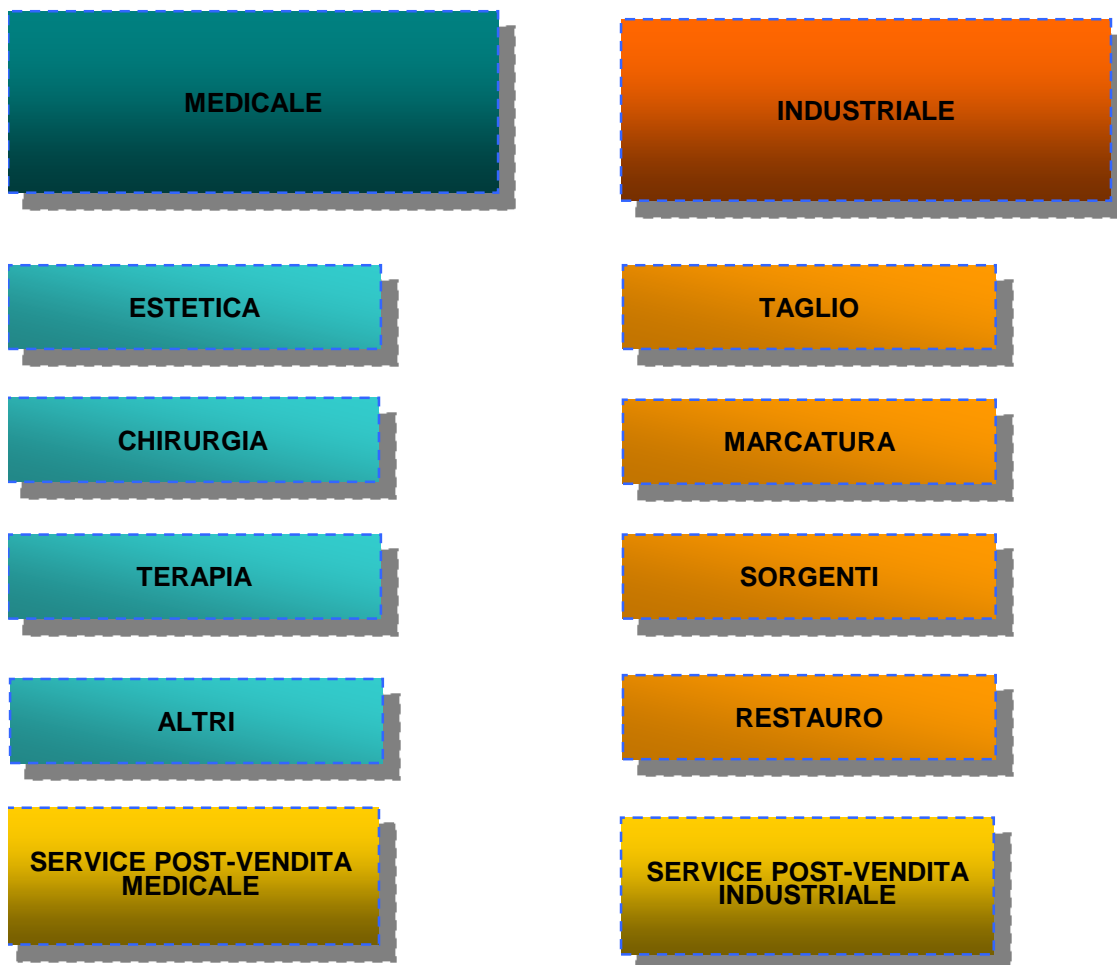 MEDICALE
INDUSTRIALE
ESTETICA
TAGLIO
CHIRURGIA
MARCATURA
TERAPIA
SORGENTI
ALTRI
RESTAURO
SERVICE POST-VENDITA
MEDICALE
SERVICE POST-VENDITA
INDUSTRIALE